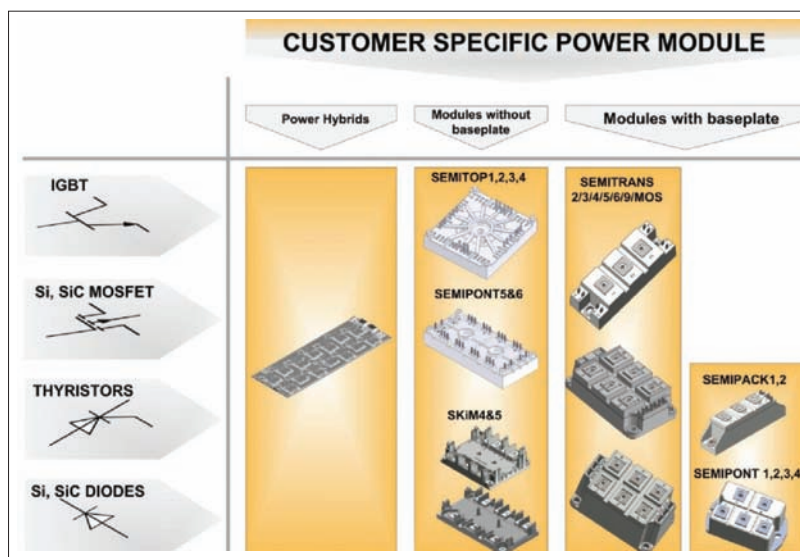 CUSTOMER SPECIFIC POWER MODULE
Power Hybrids
Modules without
baseplate
Modules with baseplate
IGBT
SEMITOP1,2,3,4
SEMITRANS
2/3/4/5/6/9/MOS
Si, SiC MOSFET
SEMIPONT5&6
THYRISTORS
SEMIPACK1,2
SKiM4&5
Si, SiC DIODES
SEMIPONT 1,2,3,4